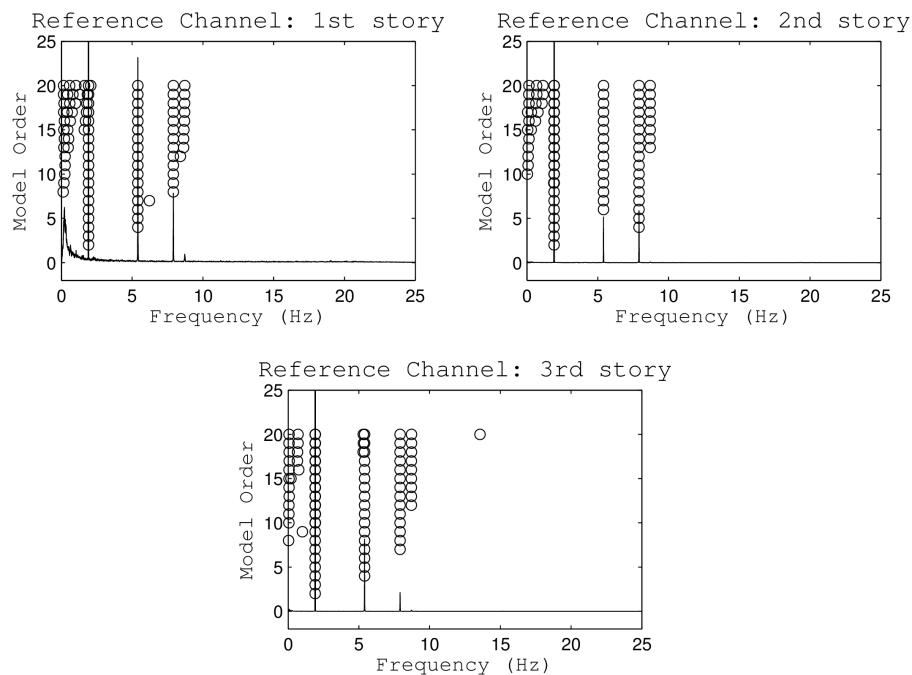 Reference Channel: 1st story
25
20
15
10
5
0
Model Order
0 5 10 15 20 25
Frequency (Hz)
Reference Channel: 2nd story
25
20
15
10
5
0
Model Order
0 5 10 15 20 25
Frequency (Hz)
Reference Channel: 3rd story
25
20
15
10
5
0
Model Order
0 5 10 15 20 25
Frequency (Hz)